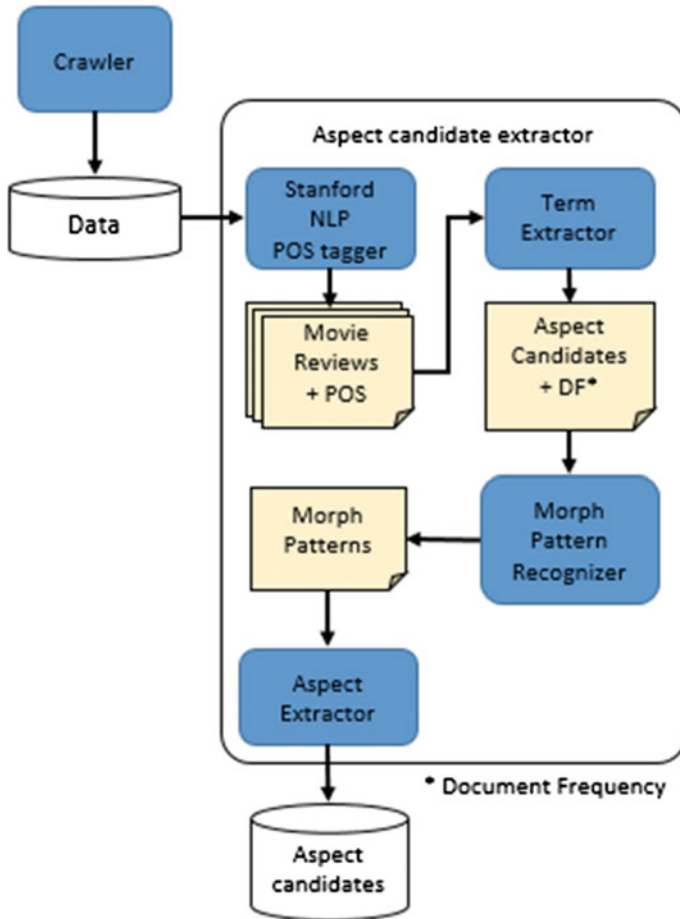 Crawler
Data
Aspect candidate extractor
Stanford
NLP
POS tagger
Term
Extractor
Movie
Reviews
+ POS
Aspect
Candidates
+ DF*
Morph
Pattern
Recognizer
Morph
Patterns
Aspect
Extractor
* Document Frequency
Aspect
candidates